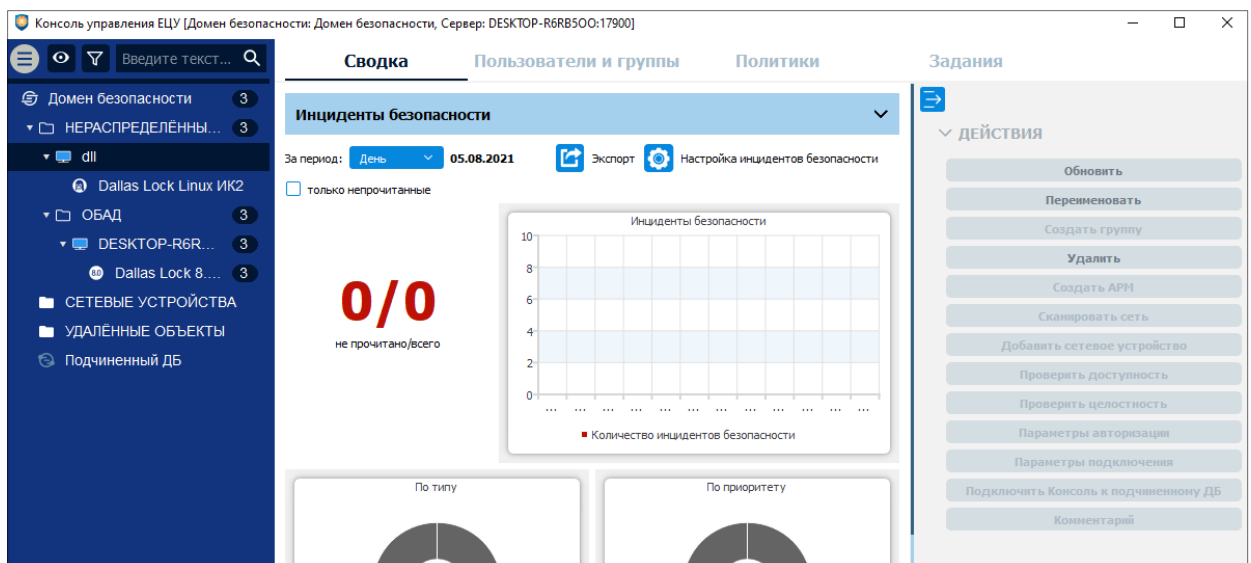 Консоль управления ЕЦУ [Домен безопасности: Домен безопасности, Сервер: DESKTOP-R6RB5OO:17900]
Введите текст...
Сводка Пользователи и группы Политики Задания
Домен безопасности 3
НЕРАСПРЕДЕЛЁННЫ... 3
dll
Dallas Lock Linux ИК2
ОБАД 3
DESKTOP-R6R... 3
8.0 Dallas Lock 8.... 3
СЕТЕВЫЕ УСТРОЙСТВА
УДАЛЁННЫЕ ОБЪЕКТЫ
Подчиненный ДБ
Инциденты безопасности
За период: День 05.08.2021 Экспорт Настройка инцидентов безопасности
только непрочитанные
0/0
не прочитано/всего
Инциденты безопасности
10
8
6
4
2
0
... ... ... ... ... ... ... ... ... ... ...
Количество инцидентов безопасности
По типу
По приоритету
ДЕЙСТВИЯ
Обновить
Переименовать
Создать группу
Удалить
Создать АРМ
Сканировать сеть
Добавить сетевое устройство
Проверить доступность
Проверить целостность
Параметры авторизации
Параметры подключения
Подключить Консоль к подчиненному ДБ
Комментарий